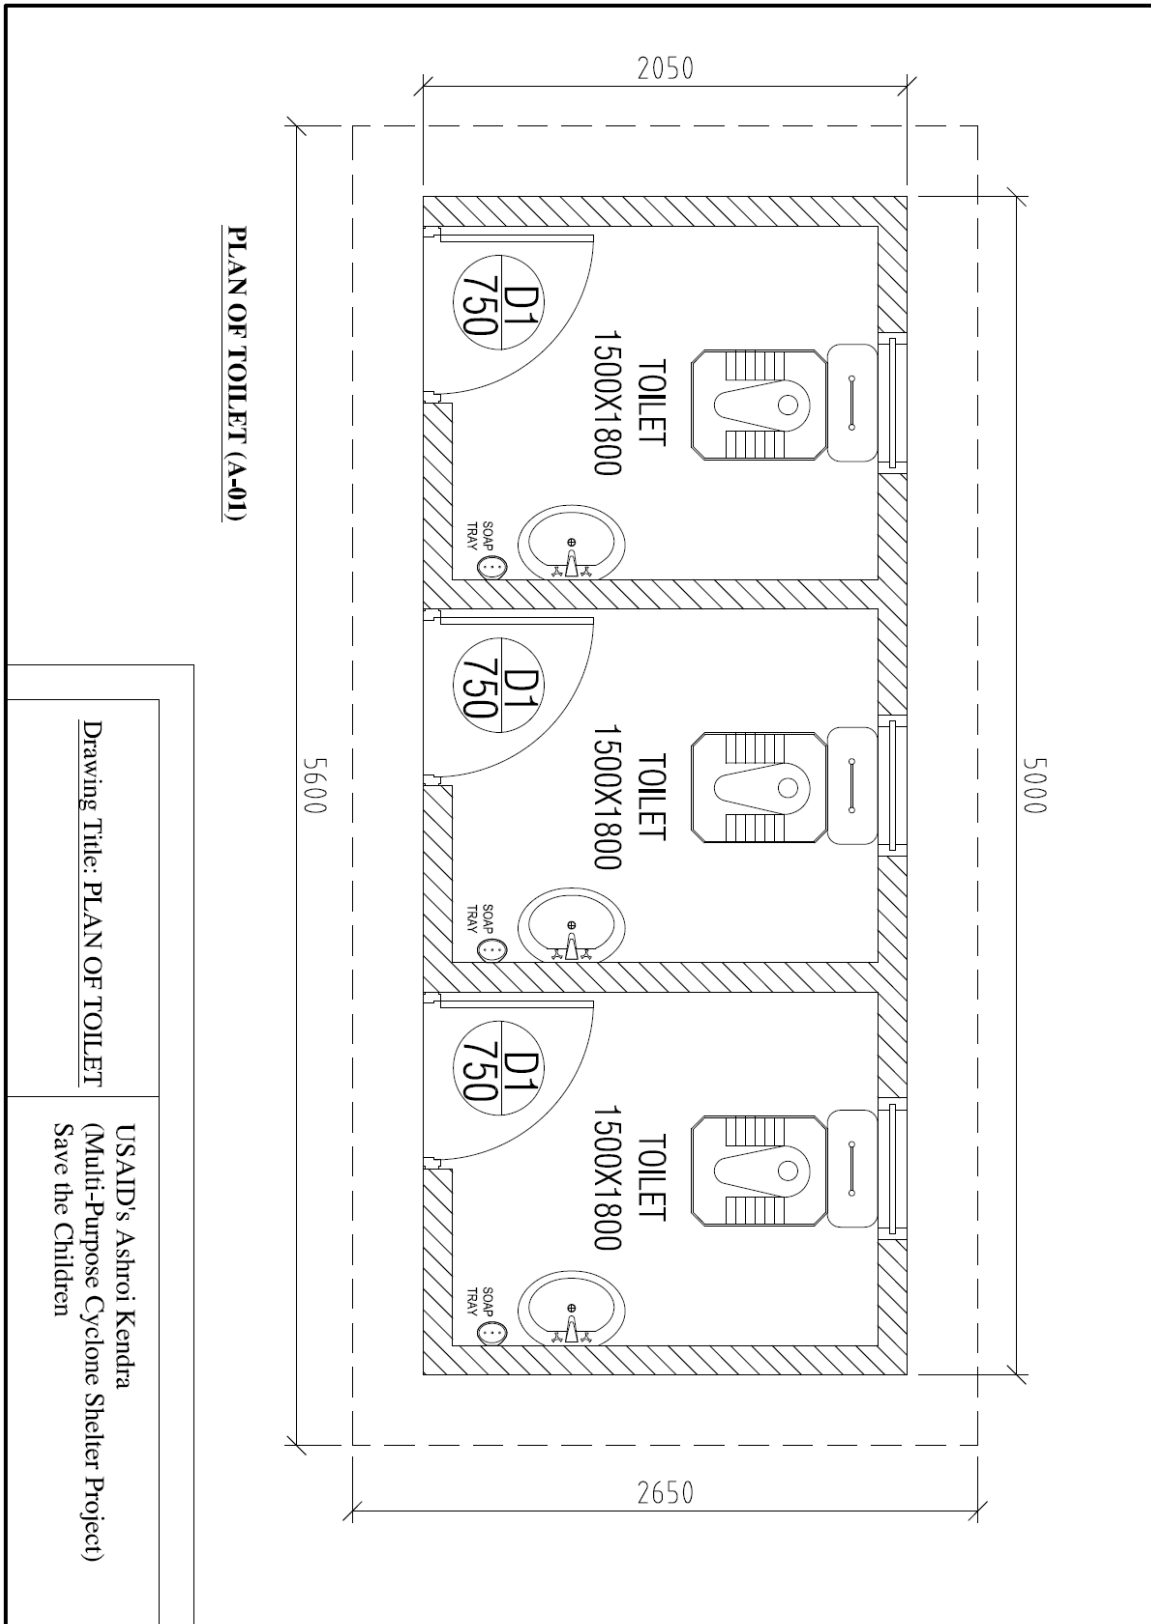 5000
TOILET
1500X1800
TOILET
1500X1800
TOILET
1500X1800
2050
2650
D1
750
SOAP
TRAY
D1
750
SOAP
TRAY
D1
750
SOAP
TRAY
5600
PLAN OF TOILET (A-01)
Drawing Title: PLAN OF TOILET
USAID's Ashroi Kendra
(Multi-Purpose Cyclone Shelter Project)
Save the Children